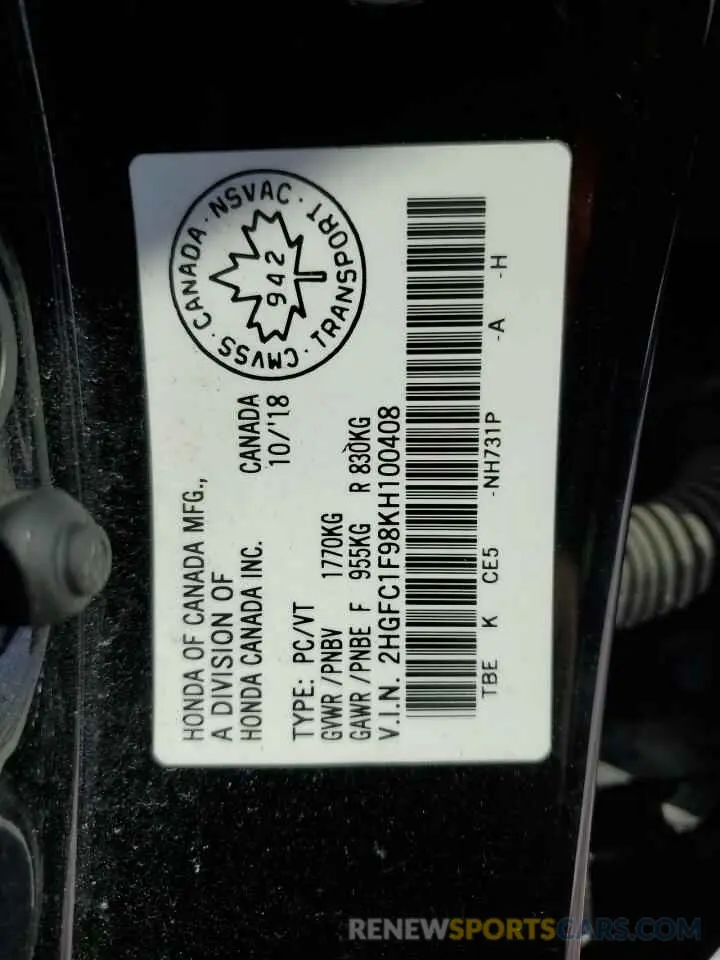 HONDA OF CANADA MFG.,
A DIVISION OF
HONDA CANADA INC.
CANADA
10/'18
CMVSS · CANADA · NSVAC · TRANSPORT ·
942
TYPE: PC/VT
GVWR /PNBV 1770KG
GAWR /PNBE F 955KG R 830KG
V.I.N. 2HGFC1F98KH100408
TBE K CE5 -NH731P -A -H
RENEWSPORTSCARS.COM